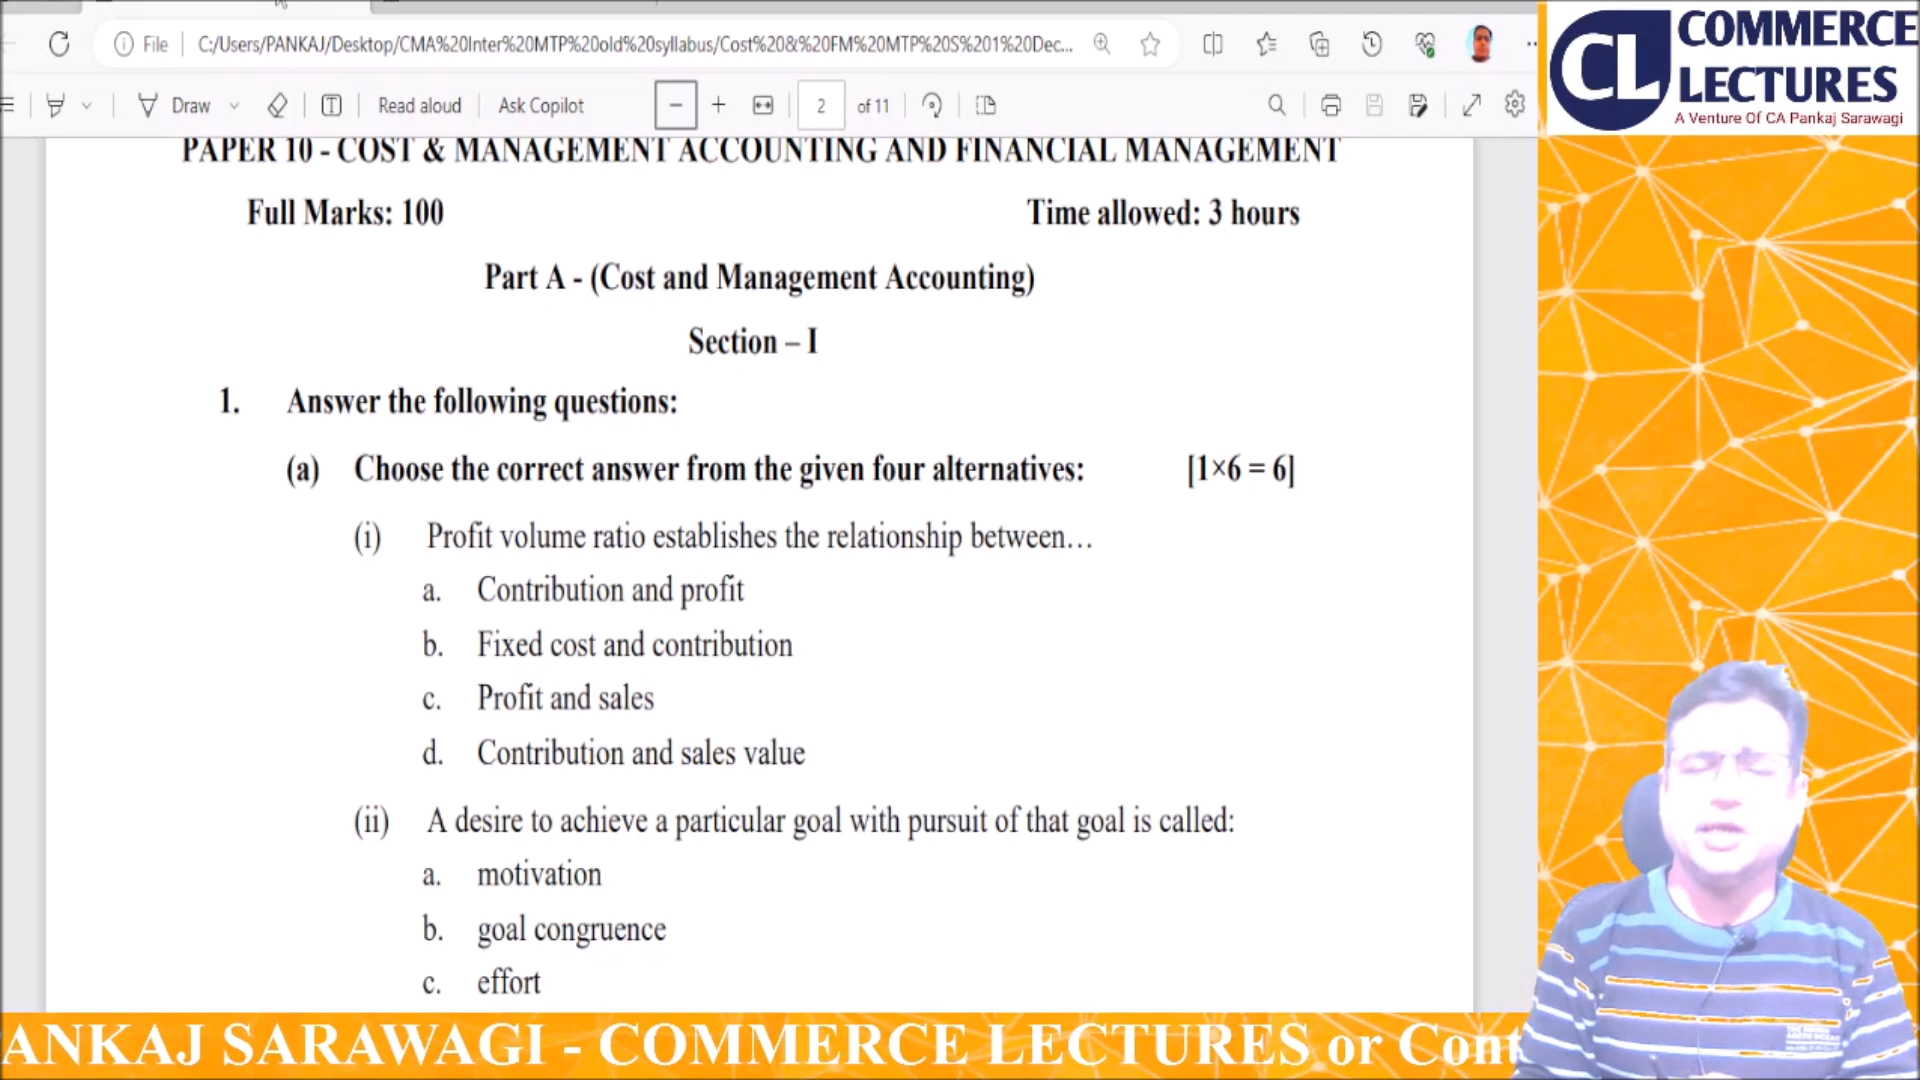 COMMERCE
LECTURES
A Venture Of CA Pankaj Sarawagi
CL
File C:/Users/PANKAJ/Desktop/CMA%20Inter%20MTP%20old%20syllabus/Cost%20&%20FM%20MTP%20S%201%20Dec...
Draw Read aloud Ask Copilot 2 of 11
PAPER 10 - COST & MANAGEMENT ACCOUNTING AND FINANCIAL MANAGEMENT
Full Marks: 100 Time allowed: 3 hours
Part A - (Cost and Management Accounting)
Section – I
1. Answer the following questions:
(a) Choose the correct answer from the given four alternatives: [1×6 = 6]
(i) Profit volume ratio establishes the relationship between…
a. Contribution and profit
b. Fixed cost and contribution
c. Profit and sales
d. Contribution and sales value
(ii) A desire to achieve a particular goal with pursuit of that goal is called:
a. motivation
b. goal congruence
c. effort
ANKAJ SARAWAGI - COMMERCE LECTURES or Cont